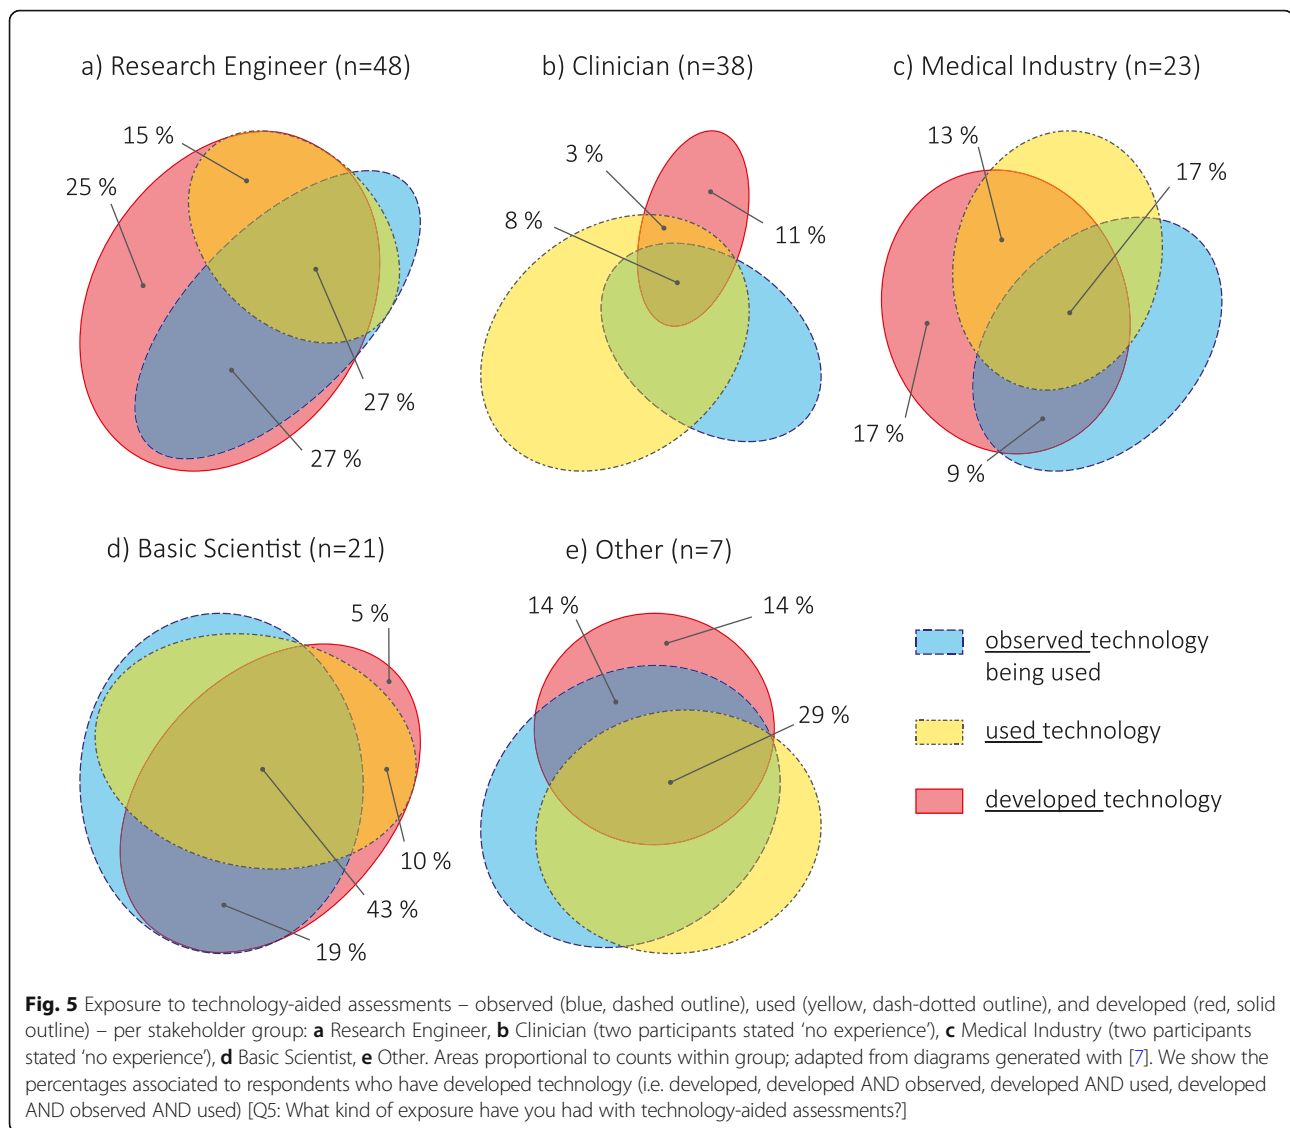 a) Research Engineer (n=48)
15 %
25 %
27 %
27 %
b) Clinician (n=38)
3 %
8 %
11 %
c) Medical Industry (n=23)
13 %
17 %
17 %
9 %
d) Basic Scientist (n=21)
5 %
10 %
43 %
19 %
e) Other (n=7)
14 %
14 %
29 %
observed technology
being used
used technology
developed technology
Fig. 5 Exposure to technology-aided assessments – observed (blue, dashed outline), used (yellow, dash-dotted outline), and developed (red, solid
outline) – per stakeholder group: a Research Engineer, b Clinician (two participants stated ‘no experience’), c Medical Industry (two participants
stated ‘no experience’), d Basic Scientist, e Other. Areas proportional to counts within group; adapted from diagrams generated with [7]. We show the
percentages associated to respondents who have developed technology (i.e. developed, developed AND observed, developed AND used, developed
AND observed AND used) [Q5: What kind of exposure have you had with technology-aided assessments?]